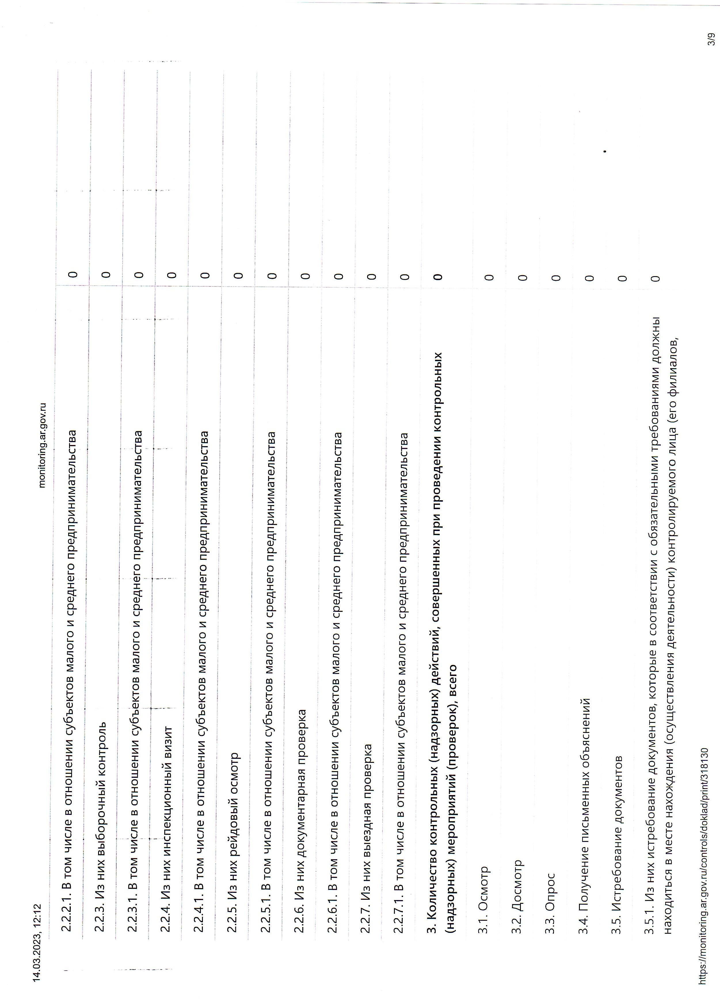 14.03.2023, 12:12
monitoring.ar.gov.ru
2.2.2.1. В том числе в отношении субъектов малого и среднего предпринимательства 0
2.2.3. Из них выборочный контроль 0
2.2.3.1. В том числе в отношении субъектов малого и среднего предпринимательства 0
2.2.4. Из них инспекционный визит 0
2.2.4.1. В том числе в отношении субъектов малого и среднего предпринимательства 0
2.2.5. Из них рейдовый осмотр 0
2.2.5.1. В том числе в отношении субъектов малого и среднего предпринимательства 0
2.2.6. Из них документарная проверка 0
2.2.6.1. В том числе в отношении субъектов малого и среднего предпринимательства 0
2.2.7. Из них выездная проверка 0
2.2.7.1. В том числе в отношении субъектов малого и среднего предпринимательства 0
3. Количество контрольных (надзорных) действий, совершенных при проведении контрольных 0
(надзорных) мероприятий (проверок), всего
3.1. Осмотр 0
3.2. Досмотр 0
3.3. Опрос 0
3.4. Получение письменных объяснений 0
3.5. Истребование документов 0
3.5.1. Из них истребование документов, которые в соответствии с обязательными требованиями должны 0
находиться в месте нахождения (осуществления деятельности) контролируемого лица (его филиалов,
https://monitoring.ar.gov.ru/controls/doklad/print/318130
3/9